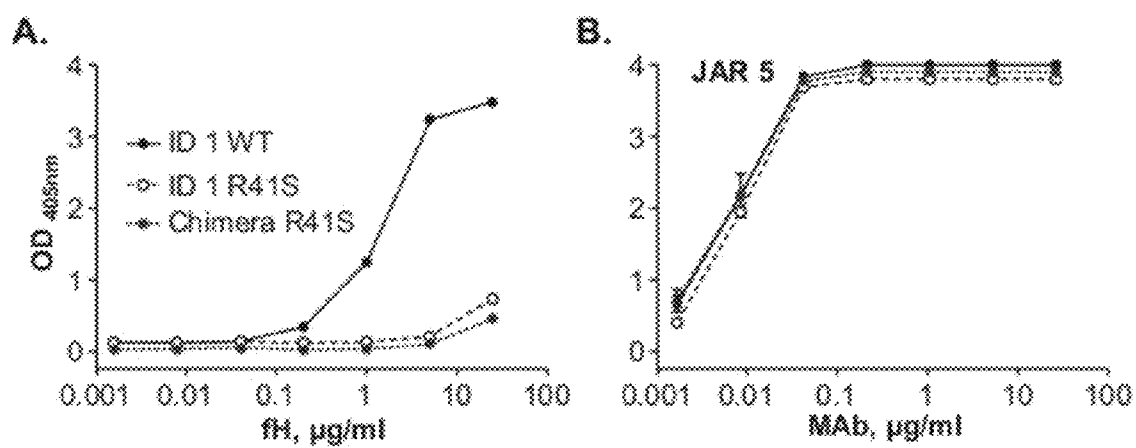 A.
4
3
2
1
0
OD 405nm
ID 1 WT
ID 1 R41S
Chimera R41S
0.001 0.01 0.1 1 10 100
fH, µg/ml
B.
JAR 5
4
3
2
1
0
0.001 0.01 0.1 1 10 100
MAb, µg/ml